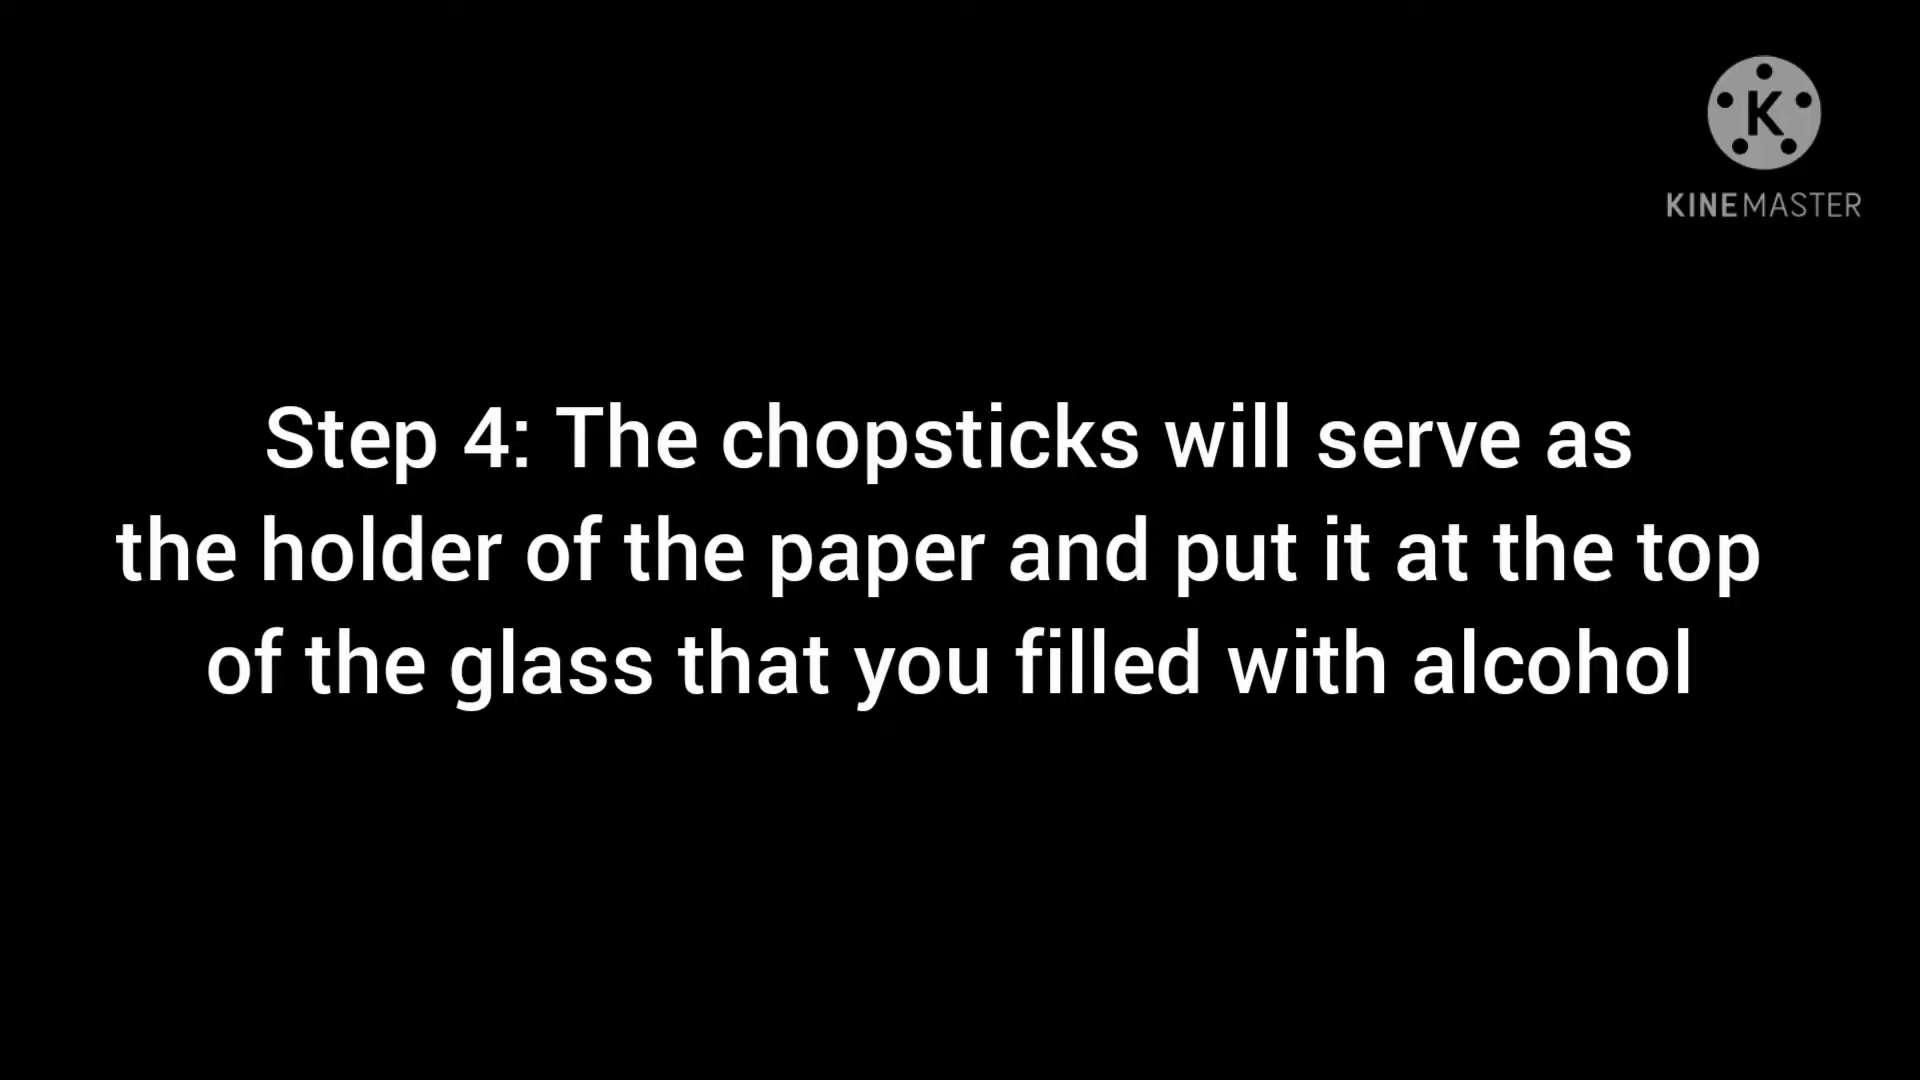 K
KINEMASTER
Step 4: The chopsticks will serve as
the holder of the paper and put it at the top
of the glass that you filled with alcohol